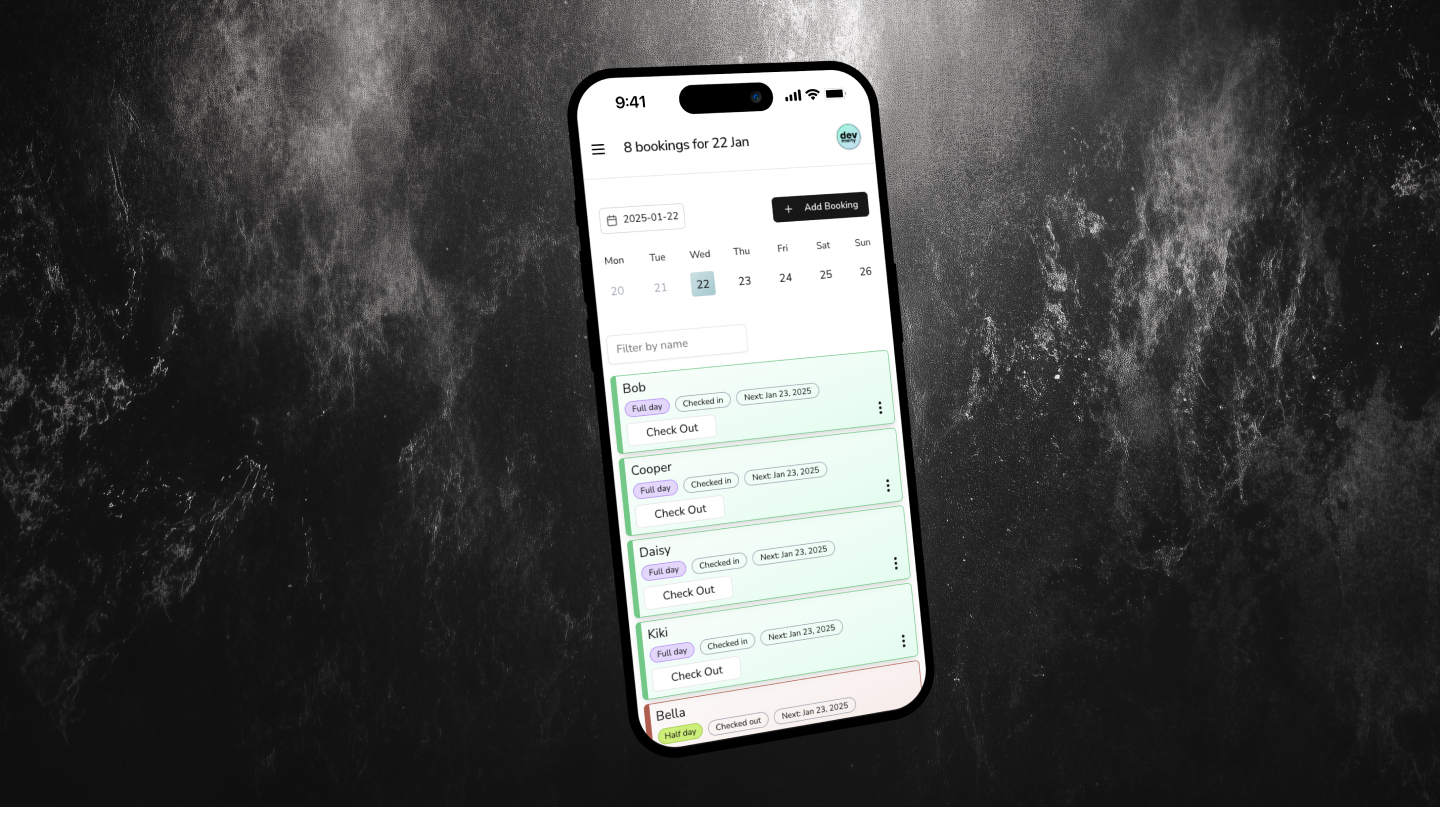 9:41
8 bookings for 22 Jan
dev
2025-01-22
+ Add Booking
Mon Tue Wed Thu Fri Sat Sun
20 21 22 23 24 25 26
Filter by name
Bob
Full day Checked in Next: Jan 23, 2025
Check Out
Cooper
Full day Checked in Next: Jan 23, 2025
Check Out
Daisy
Full day Checked in Next: Jan 23, 2025
Check Out
Kiki
Full day Checked in Next: Jan 23, 2025
Check Out
Bella
Half day Checked out Next: Jan 23, 2025